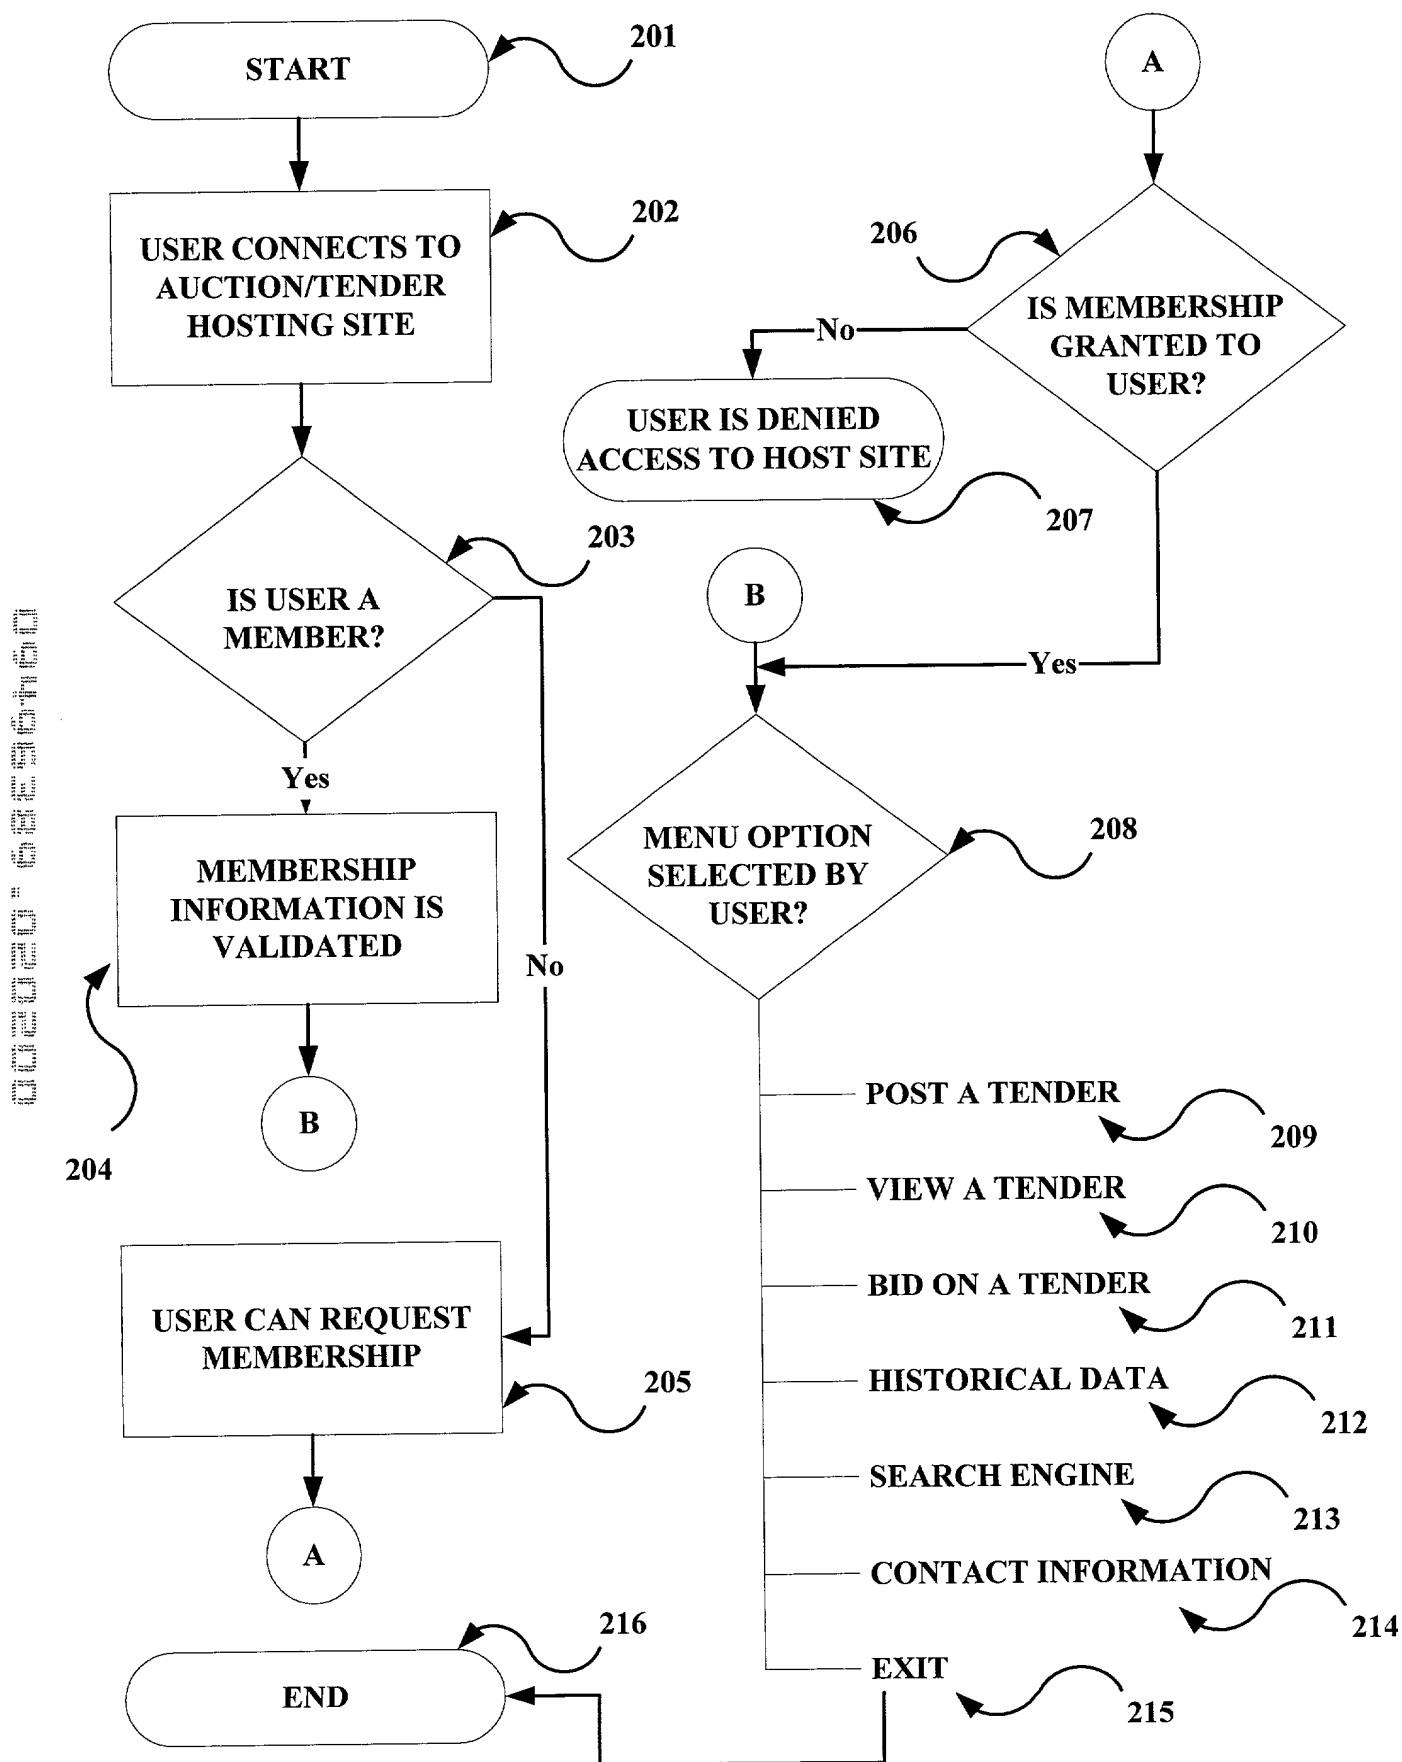 START
201
USER CONNECTS TO
AUCTION/TENDER
HOSTING SITE
202
IS USER A
MEMBER?
203
Yes
No
MEMBERSHIP
INFORMATION IS
VALIDATED
204
B
USER CAN REQUEST
MEMBERSHIP
205
A
END
216
A
206
IS MEMBERSHIP
GRANTED TO
USER?
No
USER IS DENIED
ACCESS TO HOST SITE
207
B
Yes
MENU OPTION
SELECTED BY
USER?
208
POST A TENDER
209
VIEW A TENDER
210
BID ON A TENDER
211
HISTORICAL DATA
212
SEARCH ENGINE
213
CONTACT INFORMATION
214
EXIT
215